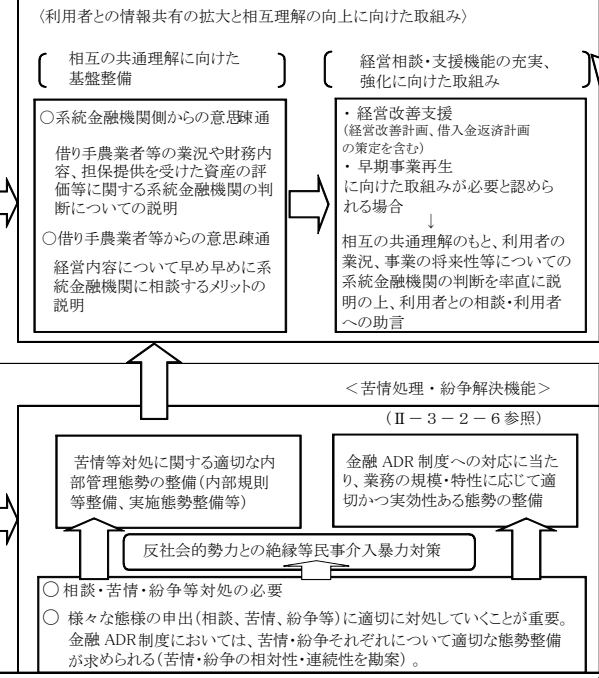 〈利用者との情報共有の拡大と相互理解の向上に向けた取組み〉
相互の共通理解に向けた
基盤整備
○系統金融機関側からの意思疎通
借り手農業者等の業況や財務内
容、担保提供を受けた資産の評
価等に関する系統金融機関の判
断についての説明
○借り手農業者等からの意思疎通
経営内容について早め早めに系
統金融機関に相談するメリットの
説明
経営相談・支援機能の充実、
強化に向けた取組み
・ 経営改善支援
(経営改善計画、借入金返済計画
の策定を含む)
・ 早期事業再生
に向けた取組みが必要と認めら
れる場合
↓
相互の共通理解のもと、利用者の
業況、事業の将来性等についての
系統金融機関の判断を率直に説
明の上、利用者との相談・利用者
への助言
＜苦情処理・紛争解決機能＞
(Ⅱ－３－２－６参照)
苦情等対処に関する適切な内
部管理態勢の整備(内部規則
等整備、実施態勢整備等)
金融 ADR 制度への対応に当た
り、業務の規模・特性に応じて適
切かつ実効性ある態勢の整備
反社会的勢力との絶縁等民事介入暴力対策
○ 相談・苦情・紛争等対処の必要
○ 様々な態様の申出(相談、苦情、紛争等)に適切に対処していくことが重要。
金融 ADR制度においては、苦情・紛争それぞれについて適切な態勢整備
が求められる(苦情・紛争の相対性・連続性を勘案) 。